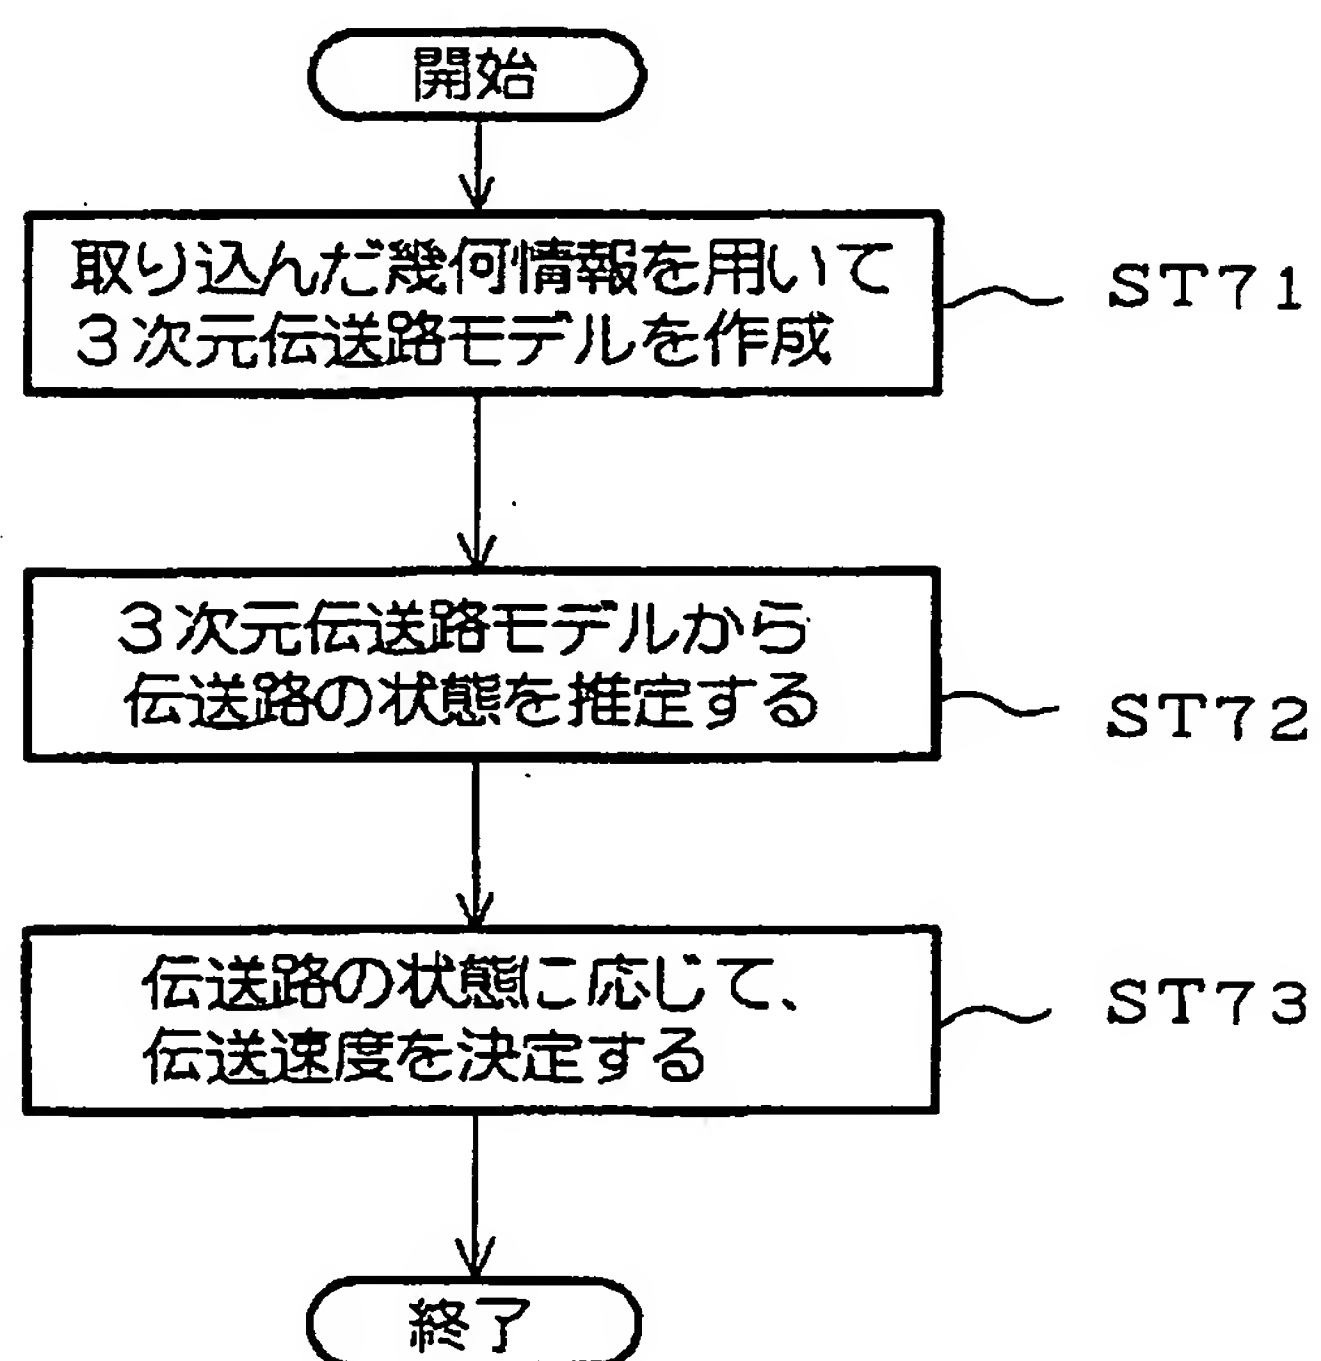 開始
取り込んだ幾何情報を用いて
3次元伝送路モデルを作成
ST71
3次元伝送路モデルから
伝送路の状態を推定する
ST72
伝送路の状態に応じて、
伝送速度を決定する
ST73
終了